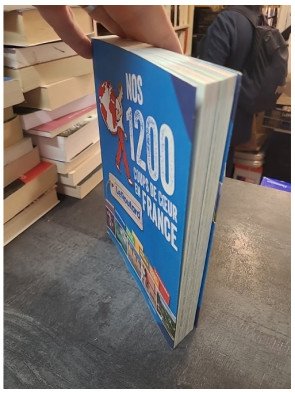 NOS
1200
COUPS DE CŒUR
EN FRANCE
Le Routard